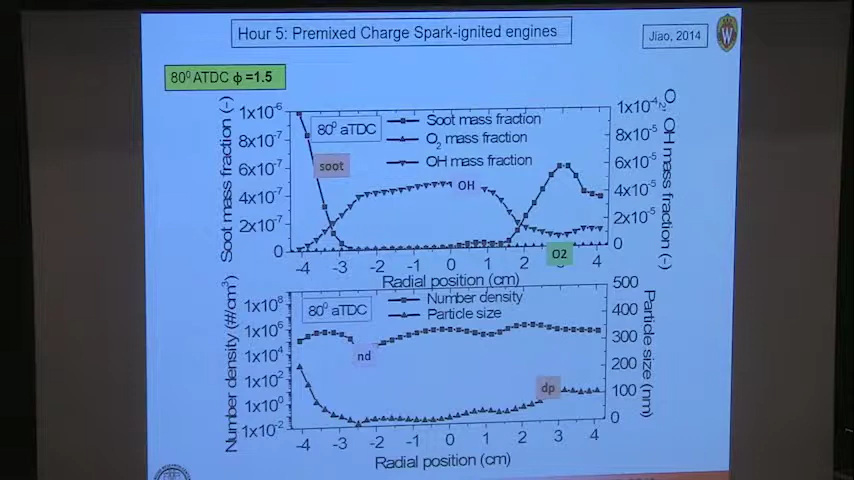 Hour 5: Premixed Charge Spark-ignited engines
Jiao, 2014
W
80⁰ ATDC ϕ =1.5
Soot mass fraction (-)
1x10⁻⁶
8x10⁻⁷
6x10⁻⁷
4x10⁻⁷
2x10⁻⁷
0
80⁰ aTDC
Soot mass fraction
O₂ mass fraction
OH mass fraction
soot
OH
O2
1x10⁻⁴
8x10⁻⁵
6x10⁻⁵
4x10⁻⁵
2x10⁻⁵
0
O₂, OH mass fraction (-)
-4 -3 -2 -1 0 1 2 3 4
Radial position (cm)
Number density (#/cm³)
1x10⁸
1x10⁶
1x10⁴
1x10²
1x10⁰
1x10⁻²
80⁰ aTDC
Number density
Particle size
nd
dp
500
400
300
200
100
0
Particle size (nm)
-4 -3 -2 -1 0 1 2 3 4
Radial position (cm)